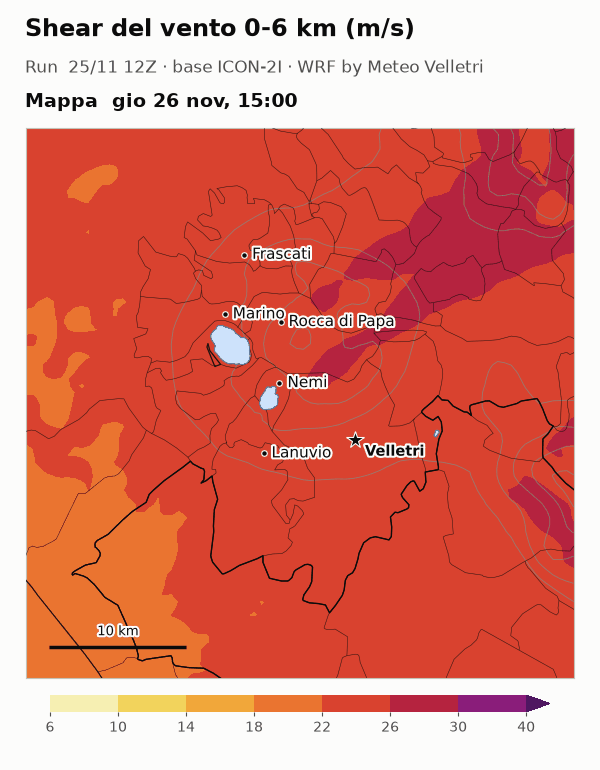 Shear del vento 0-6 km (m/s)
Run  25/11 12Z · base ICON-2I · WRF by Meteo Velletri
Mappa  gio 26 nov, 15:00
Frascati
Marino
Rocca di Papa
Nemi
Velletri
Lanuvio
10 km
6 10 14 18 22 26 30 40